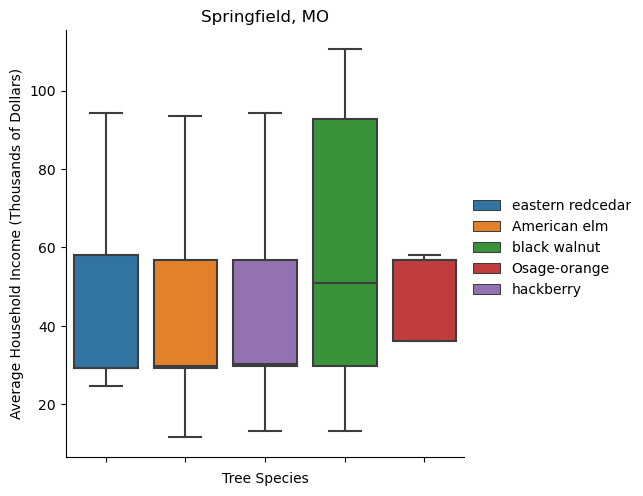 Springfield, MO
Average Household Income (Thousands of Dollars)
100
80
60
40
20
Tree Species
eastern redcedar
American elm
black walnut
Osage-orange
hackberry